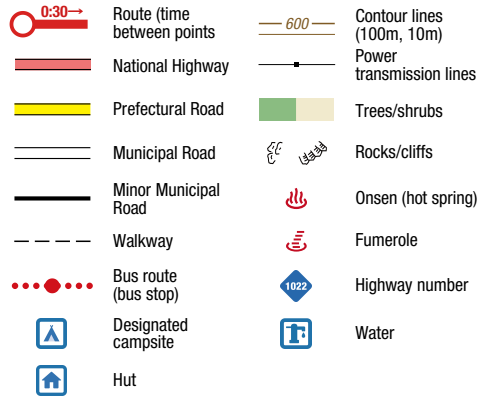 0:30→
Route (time
between points
National Highway
Prefectural Road
Municipal Road
Minor Municipal
Road
Walkway
Bus route
(bus stop)
Designated
campsite
Hut
600
Contour lines
(100m, 10m)
Power
transmission lines
Trees/shrubs
Rocks/cliffs
Onsen (hot spring)
Fumerole
1022
Highway number
Water